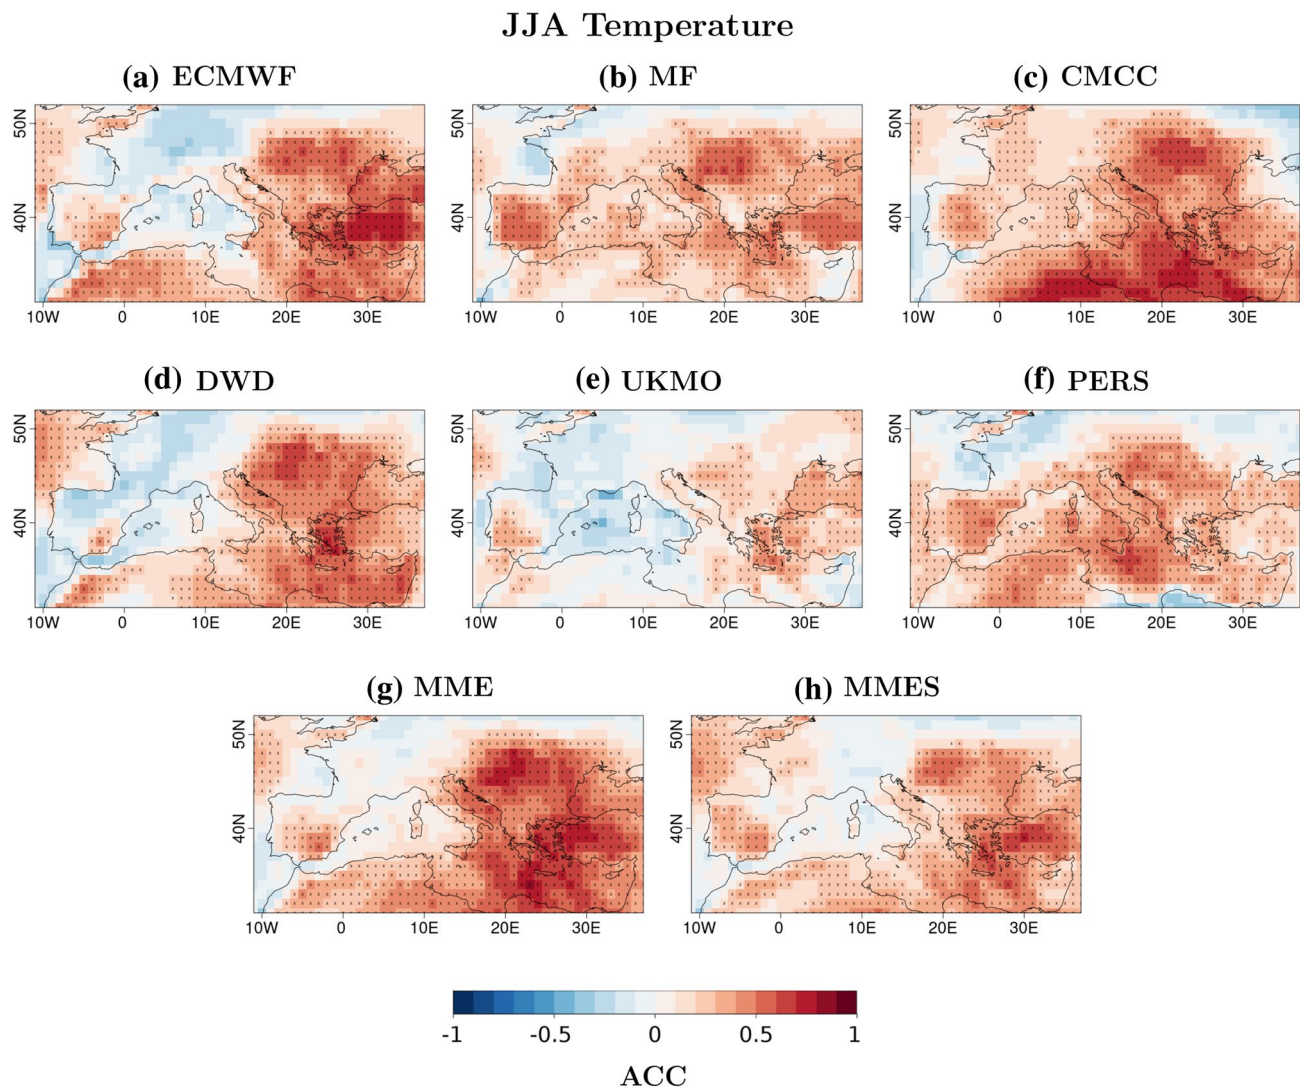 JJA Temperature
(a) ECMWF
(b) MF
(c) CMCC
50N
40N
10W 0 10E 20E 30E
50N
40N
10W 0 10E 20E 30E
50N
40N
10W 0 10E 20E 30E
(d) DWD
(e) UKMO
(f) PERS
50N
40N
10W 0 10E 20E 30E
50N
40N
10W 0 10E 20E 30E
50N
40N
10W 0 10E 20E 30E
(g) MME
(h) MMES
50N
40N
10W 0 10E 20E 30E
50N
40N
10W 0 10E 20E 30E
-1 -0.5 0 0.5 1
ACC